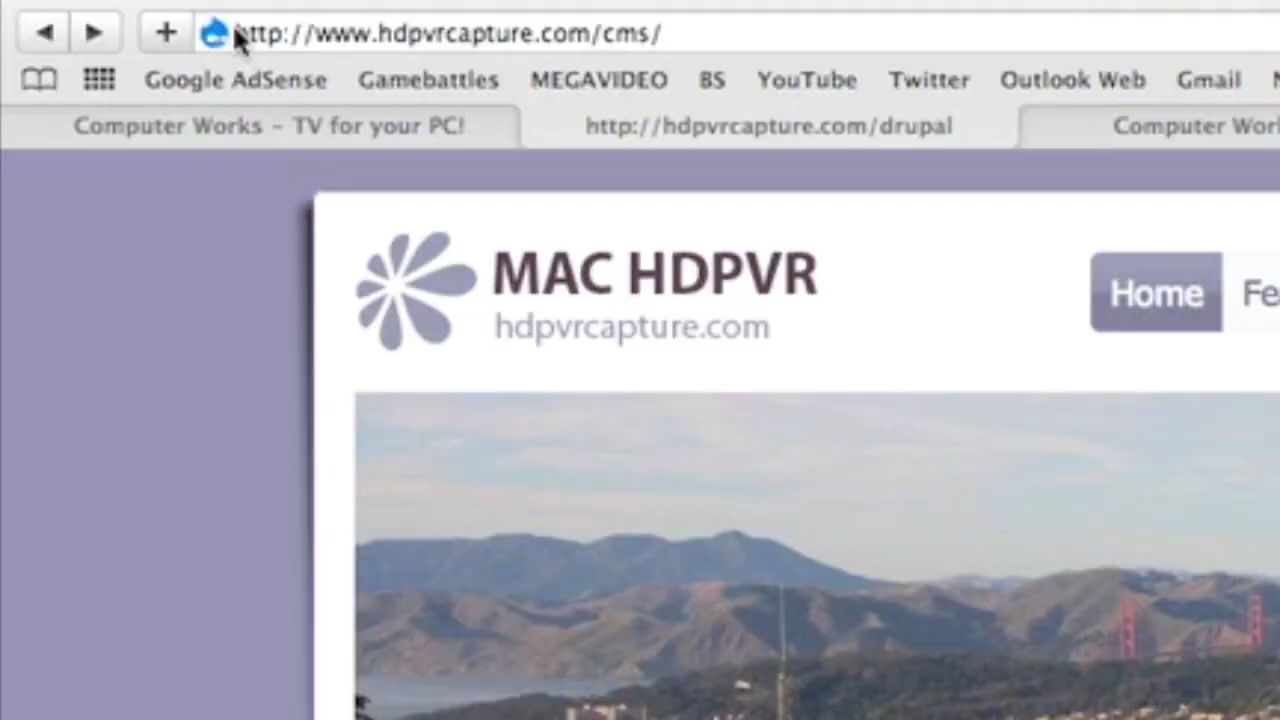 http://www.hdpvrcapture.com/cms/
Google AdSense Gamebattles MEGAVIDEO BS YouTube Twitter Outlook Web Gmail
Computer Works - TV for your PC! http://hdpvrcapture.com/drupal Computer
MAC HDPVR
hdpvrcapture.com
Home